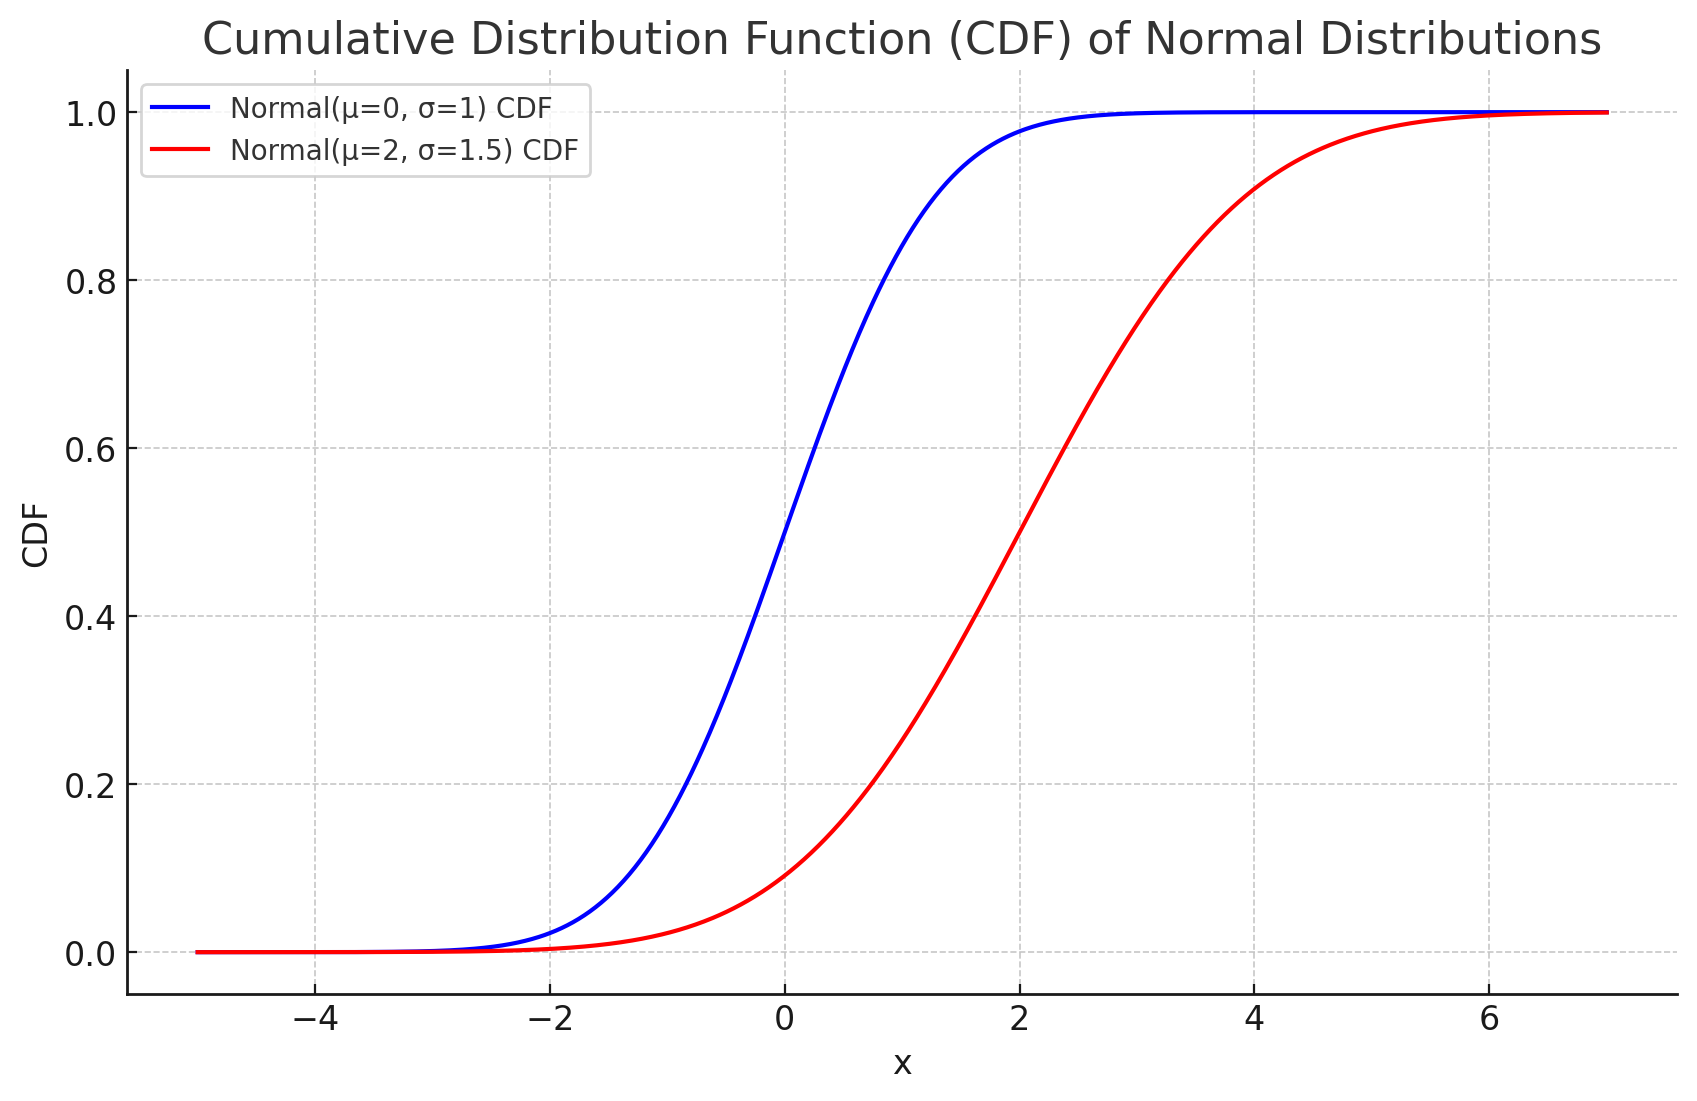 Cumulative Distribution Function (CDF) of Normal Distributions
Normal(μ=0, σ=1) CDF
Normal(μ=2, σ=1.5) CDF
1.0
0.8
0.6
0.4
0.2
0.0
CDF
−4
−2
0
2
4
6
x